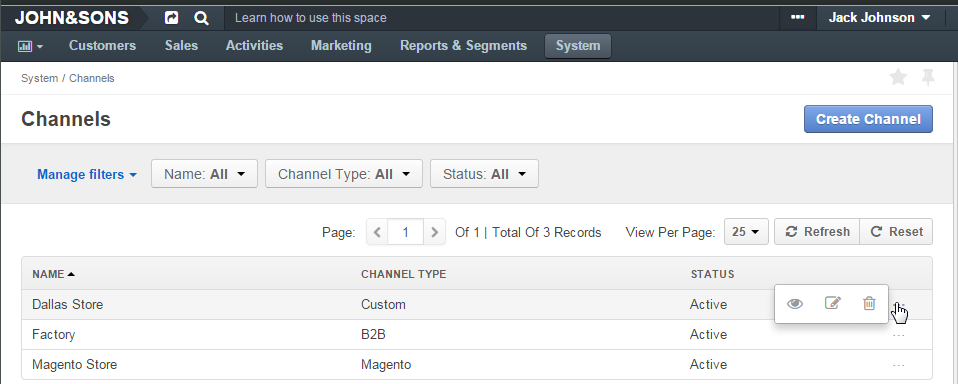 JOHN&SONS Learn how to use this space ••• Jack Johnson
Customers Sales Activities Marketing Reports & Segments System
System / Channels
Channels Create Channel
Manage filters Name: All Channel Type: All Status: All
Page: 1 Of 1 | Total Of 3 Records View Per Page: 25 Refresh Reset
NAME CHANNEL TYPE STATUS
Dallas Store Custom Active ...
Factory B2B Active ...
Magento Store Magento Active ...